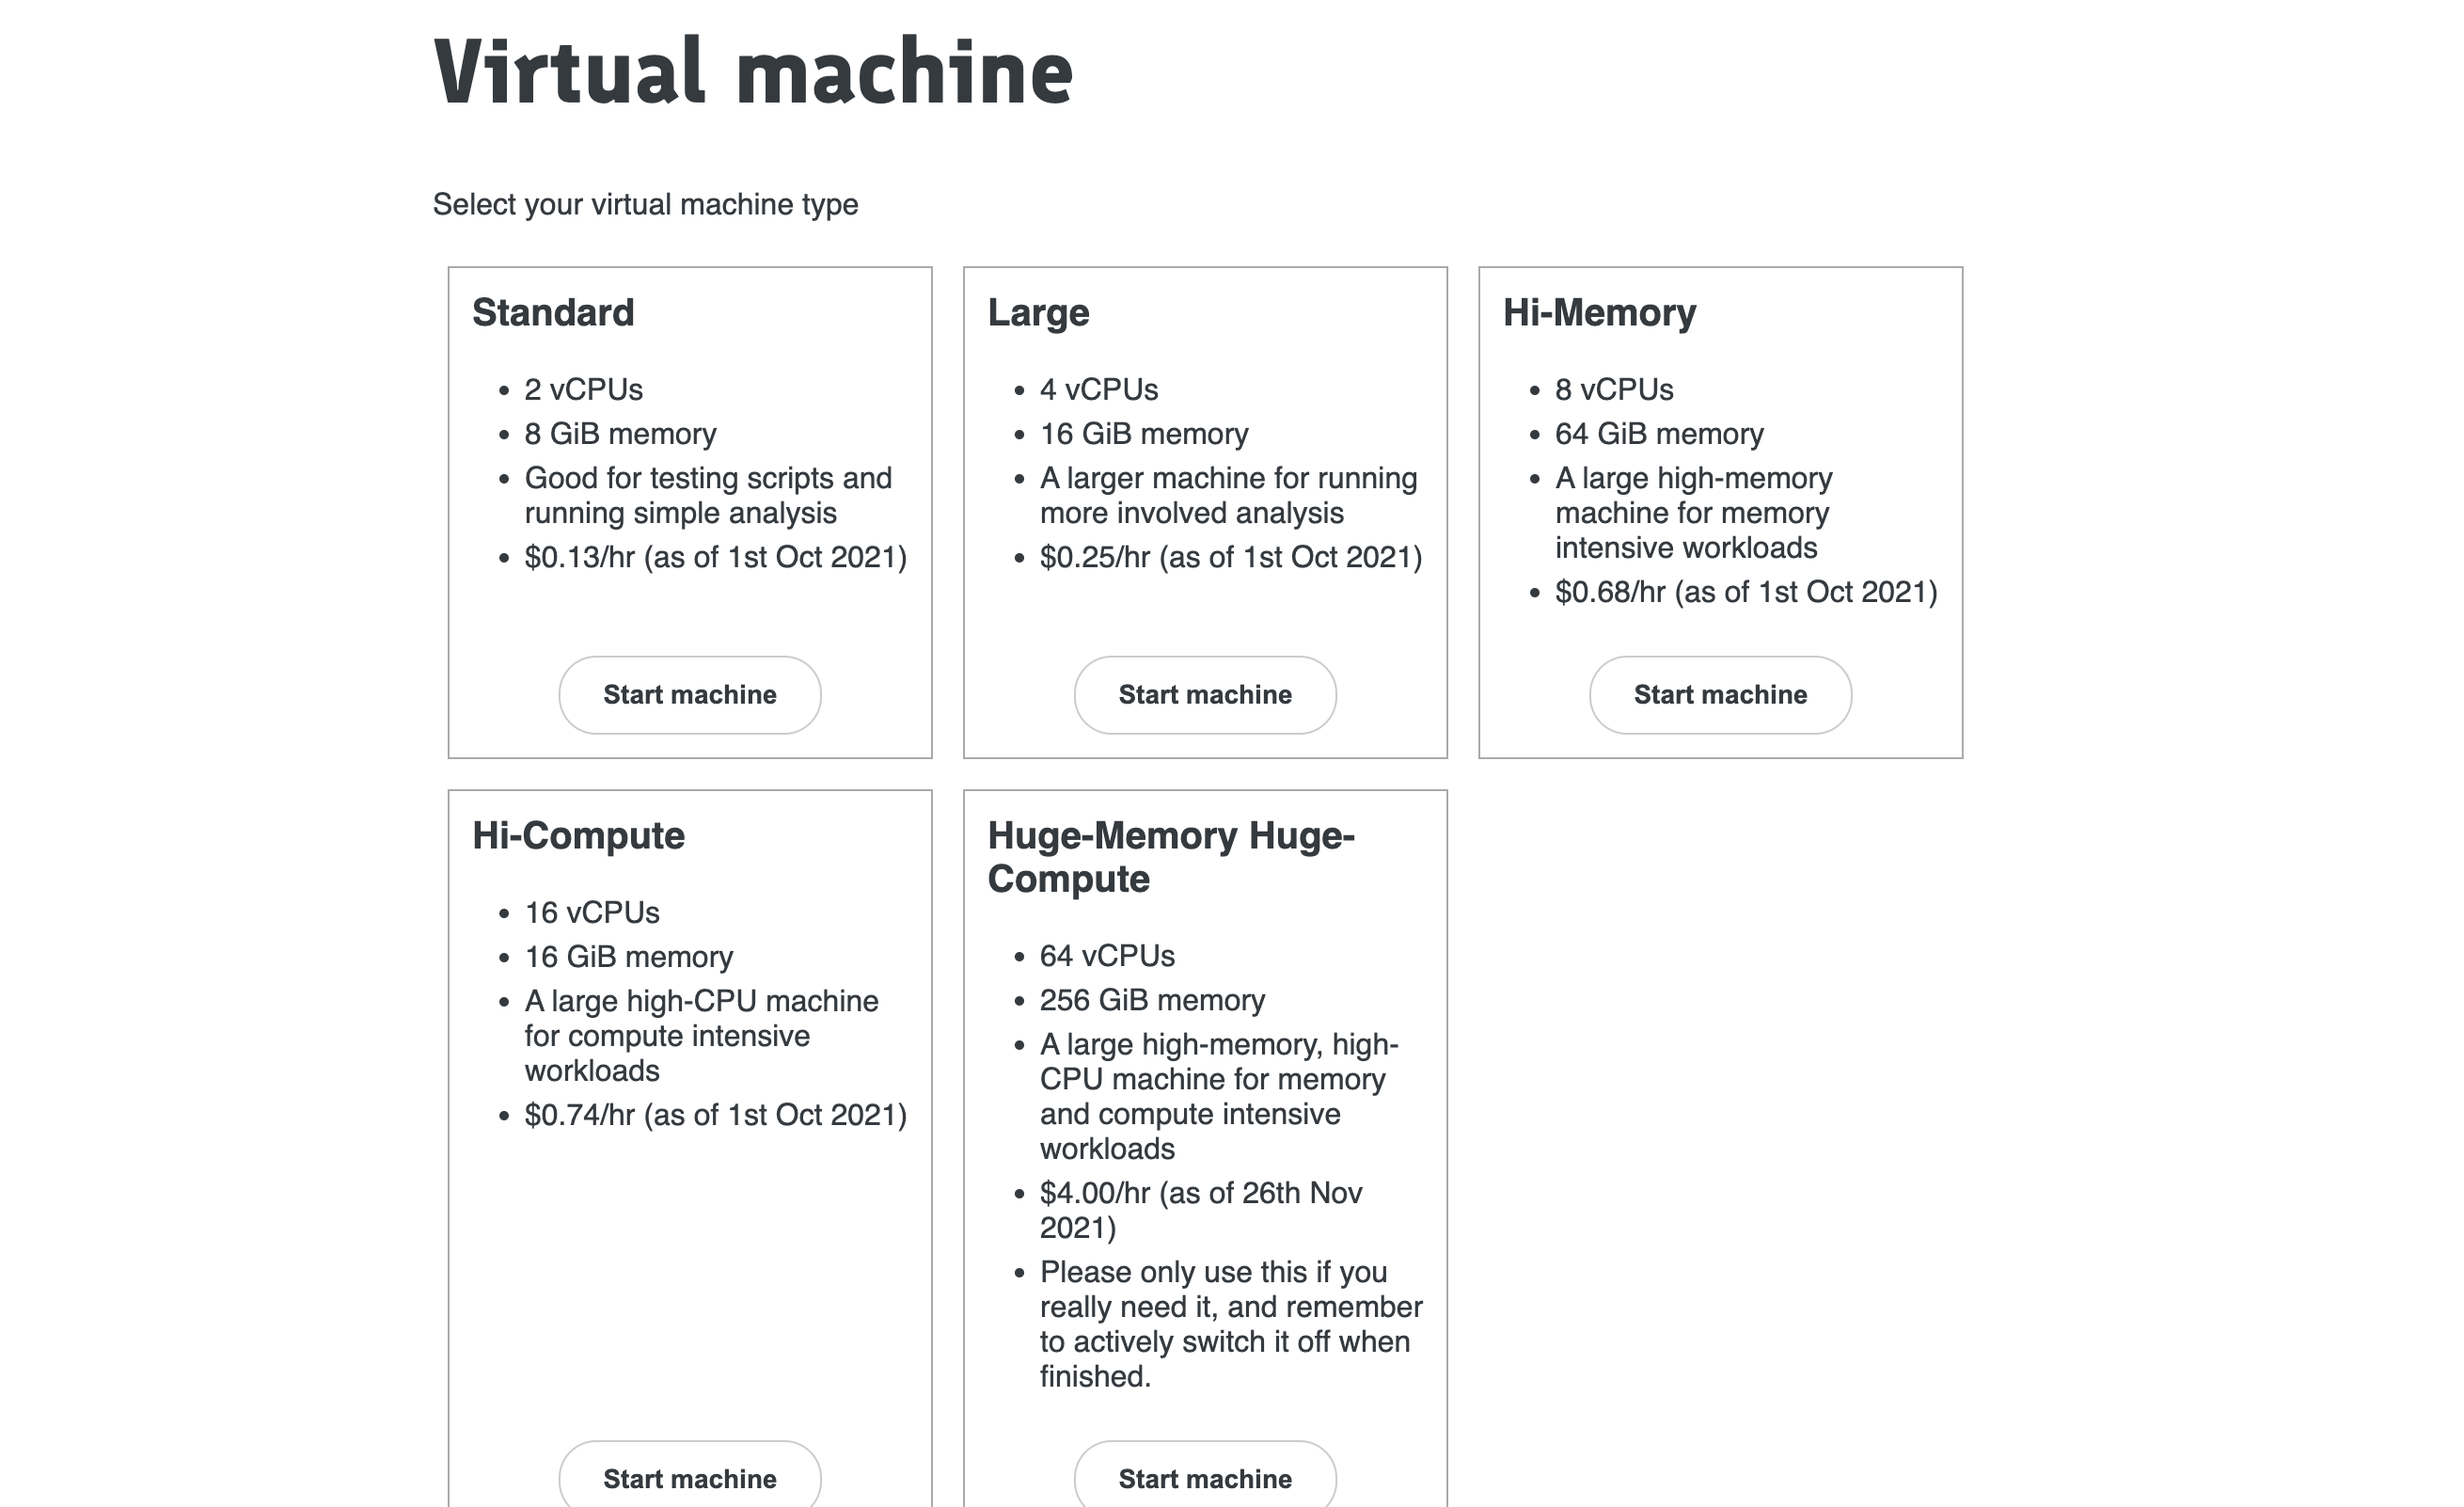 Virtual machine
Select your virtual machine type
Standard
• 2 vCPUs
• 8 GiB memory
• Good for testing scripts and
running simple analysis
• $0.13/hr (as of 1st Oct 2021)
Start machine
Large
• 4 vCPUs
• 16 GiB memory
• A larger machine for running
more involved analysis
• $0.25/hr (as of 1st Oct 2021)
Start machine
Hi-Memory
• 8 vCPUs
• 64 GiB memory
• A large high-memory
machine for memory
intensive workloads
• $0.68/hr (as of 1st Oct 2021)
Start machine
Hi-Compute
• 16 vCPUs
• 16 GiB memory
• A large high-CPU machine
for compute intensive
workloads
• $0.74/hr (as of 1st Oct 2021)
Start machine
Huge-Memory Huge-
Compute
• 64 vCPUs
• 256 GiB memory
• A large high-memory, high-
CPU machine for memory
and compute intensive
workloads
• $4.00/hr (as of 26th Nov
2021)
• Please only use this if you
really need it, and remember
to actively switch it off when
finished.
Start machine